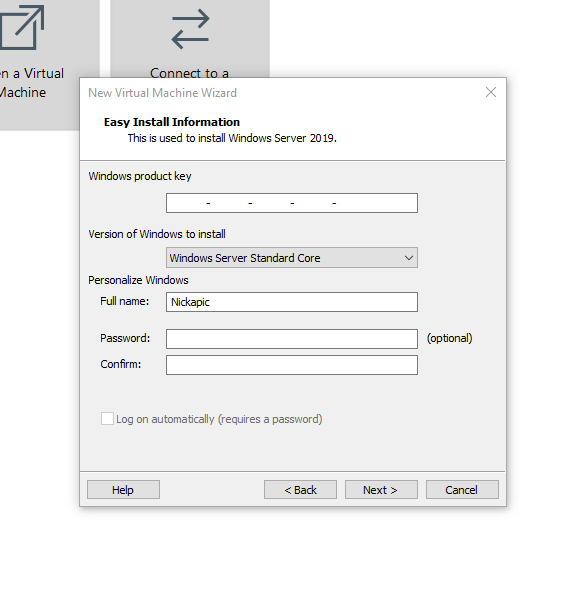 n a Virtual
Machine
Connect to a
New Virtual Machine Wizard
Easy Install Information
This is used to install Windows Server 2019.
Windows product key
- - - -
Version of Windows to install
Windows Server Standard Core
Personalize Windows
Full name: Nickapic
Password: (optional)
Confirm:
Log on automatically (requires a password)
Help < Back Next > Cancel